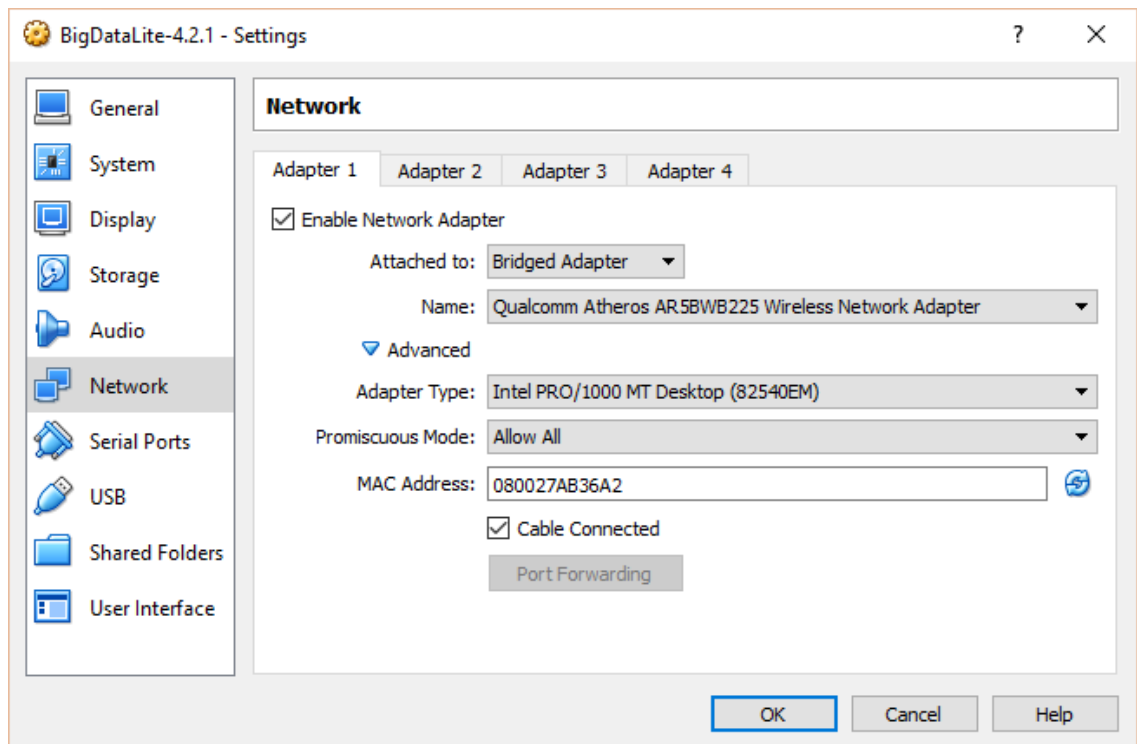 BigDataLite-4.2.1 - Settings ?
General
System
Display
Storage
Audio
Network
Serial Ports
USB
Shared Folders
User Interface
Network
Adapter 1 Adapter 2 Adapter 3 Adapter 4
Enable Network Adapter
Attached to: Bridged Adapter
Name: Qualcomm Atheros AR5BWB225 Wireless Network Adapter
Advanced
Adapter Type: Intel PRO/1000 MT Desktop (82540EM)
Promiscuous Mode: Allow All
MAC Address: 080027AB36A2
Cable Connected
Port Forwarding
OK Cancel Help